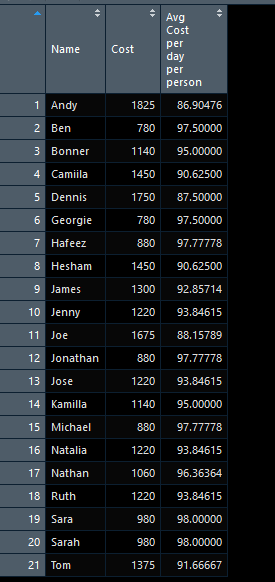 Name Cost Avg Cost per day per person
1 Andy 1825 86.90476
2 Ben 780 97.50000
3 Bonner 1140 95.00000
4 Camiila 1450 90.62500
5 Dennis 1750 87.50000
6 Georgie 780 97.50000
7 Hafeez 880 97.77778
8 Hesham 1450 90.62500
9 James 1300 92.85714
10 Jenny 1220 93.84615
11 Joe 1675 88.15789
12 Jonathan 880 97.77778
13 Jose 1220 93.84615
14 Kamilla 1140 95.00000
15 Michael 880 97.77778
16 Natalia 1220 93.84615
17 Nathan 1060 96.36364
18 Ruth 1220 93.84615
19 Sara 980 98.00000
20 Sarah 980 98.00000
21 Tom 1375 91.66667